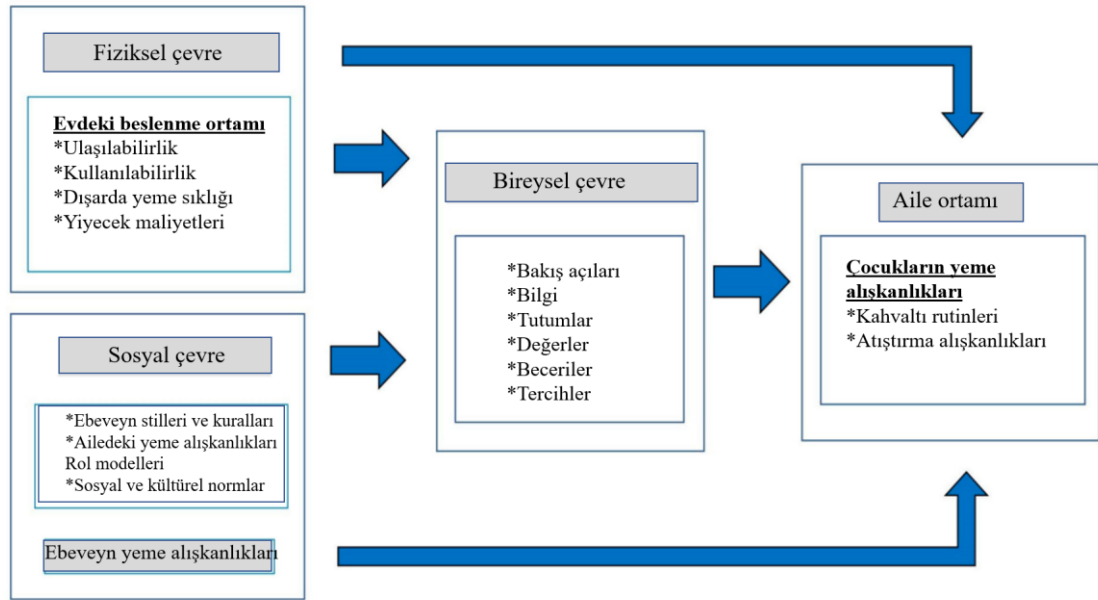 Fiziksel çevre
Evdeki beslenme ortamı
*Ulaşılabilirlik
*Kullanılabilirlik
*Dışarda yeme sıklığı
*Yiyecek maliyetleri
Sosyal çevre
*Ebeveyn stilleri ve kuralları
*Ailedeki yeme alışkanlıkları
Rol modelleri
*Sosyal ve kültürel normlar
Ebeveyn yeme alışkanlıkları
Bireysel çevre
*Bakış açıları
*Bilgi
*Tutumlar
*Değerler
*Beceriler
*Tercihler
Aile ortamı
Çocukların yeme
alışkanlıkları
*Kahvaltı rutinleri
*Atıştırma alışkanlıkları